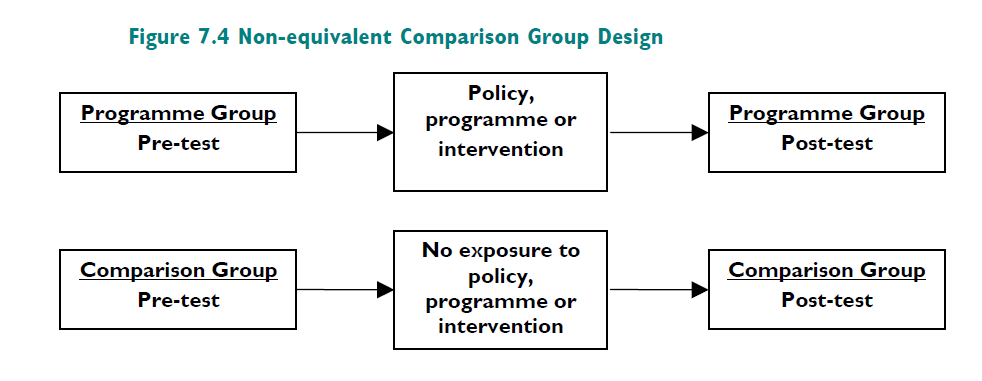 Figure 7.4 Non-equivalent Comparison Group Design
Programme Group
Pre-test
Policy,
programme or
intervention
Programme Group
Post-test
Comparison Group
Pre-test
No exposure to
policy,
programme or
intervention
Comparison Group
Post-test